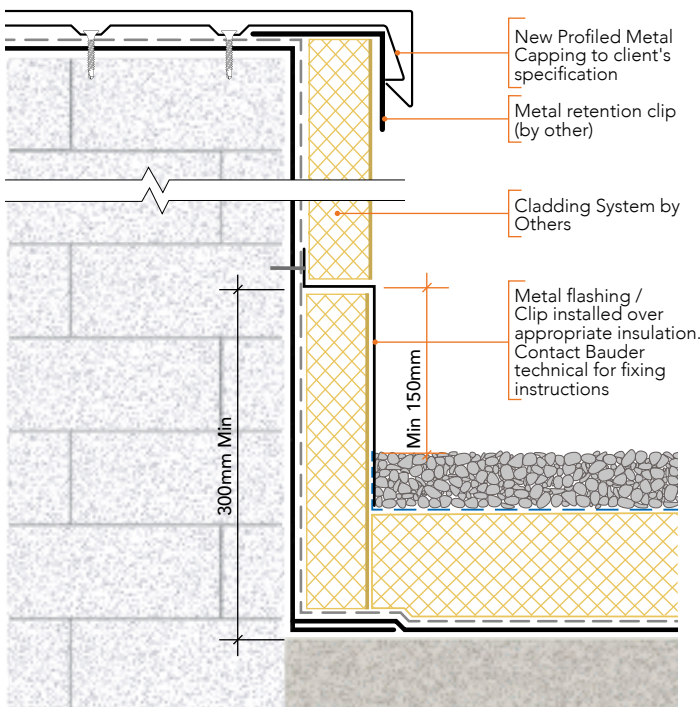 New Profiled Metal
Capping to client's
specification
Metal retention clip
(by other)
Cladding System by
Others
Metal flashing /
Clip installed over
appropriate insulation.
Contact Bauder
technical for fixing
instructions
Min 150mm
300mm Min